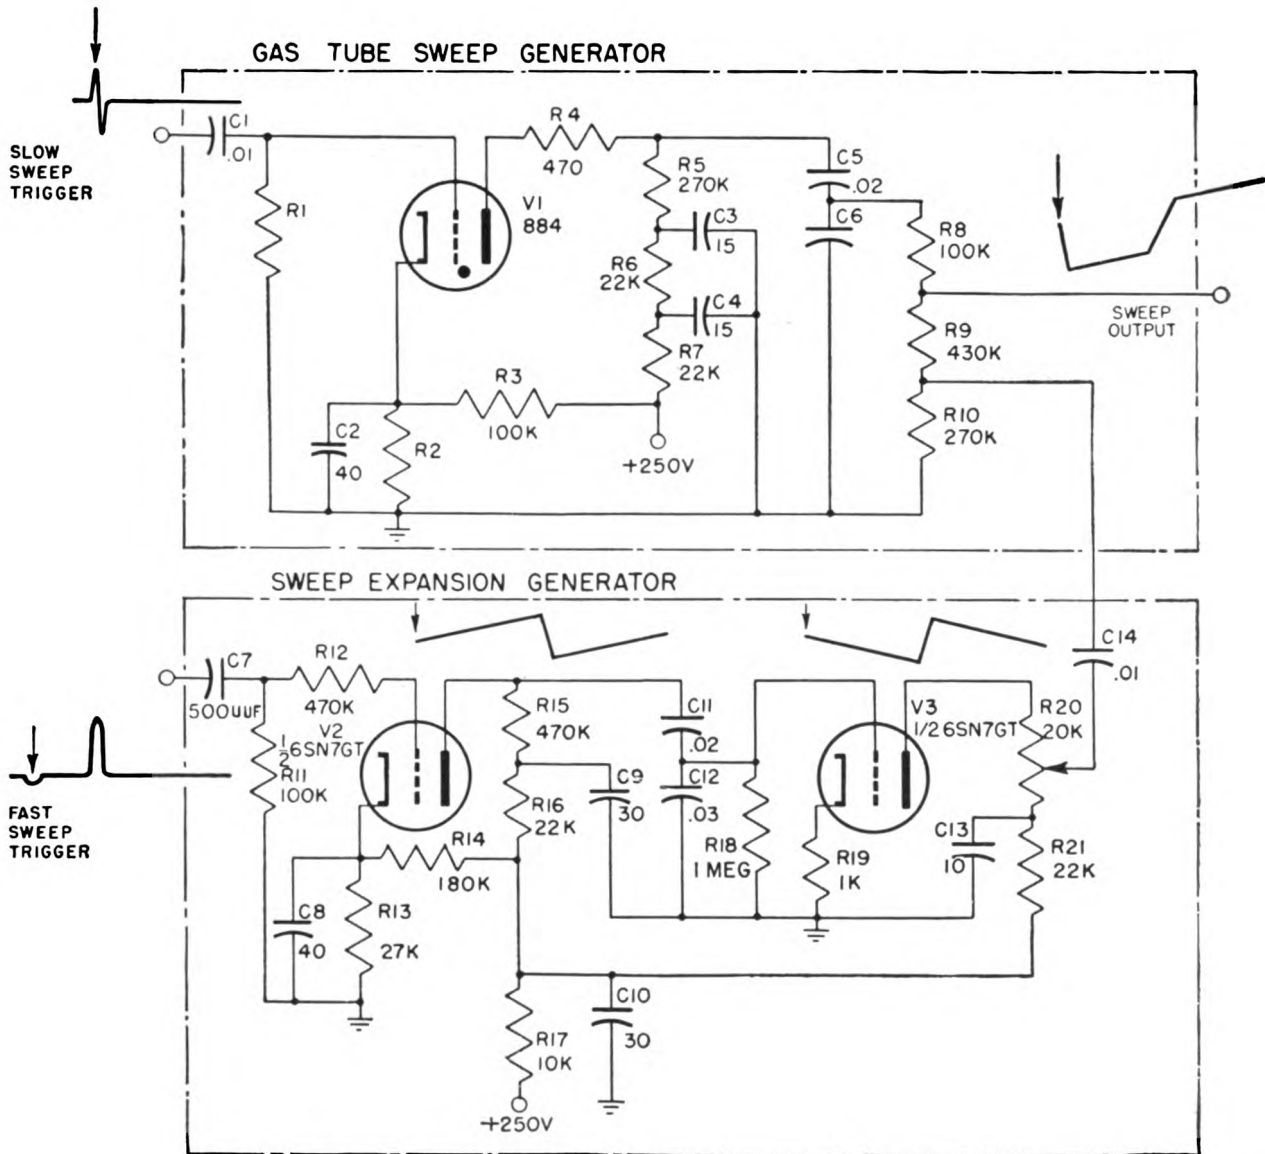 GAS TUBE SWEEP GENERATOR
SLOW
SWEEP
TRIGGER
C1
.01
R1
R4
470
V1
884
R5
270K
C3
15
R6
22K
C4
15
R7
22K
R3
100K
C2
40
R2
+250V
C5
.02
C6
R8
100K
SWEEP
OUTPUT
R9
430K
R10
270K
SWEEP EXPANSION GENERATOR
C14
.01
C7
500UUF
R12
470K
V2
1/2 6SN7GT
R11
100K
FAST
SWEEP
TRIGGER
R15
470K
C11
.02
V3
1/2 6SN7GT
R20
20K
R16
22K
C9
30
C12
.03
R14
180K
R18
1 MEG
R19
1K
C13
10
R21
22K
C8
40
R13
27K
C10
30
R17
10K
+250V